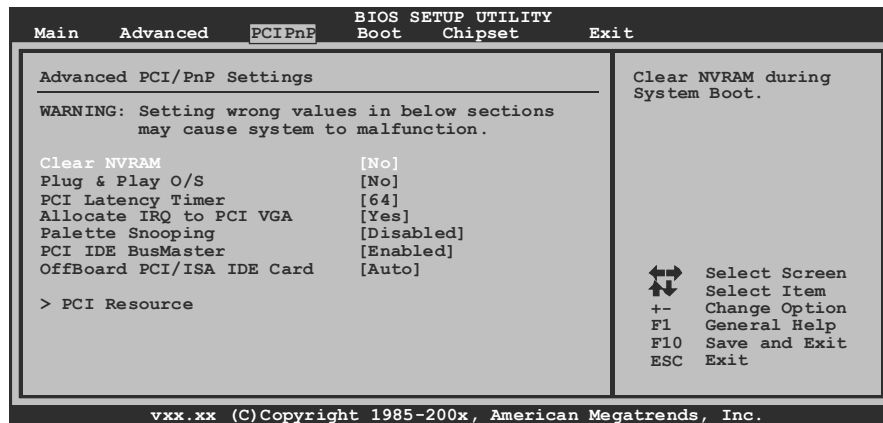 BIOS SETUP UTILITY
Main Advanced PCIPnP Boot Chipset Exit
Advanced PCI/PnP Settings
WARNING: Setting wrong values in below sections
may cause system to malfunction.
Clear NVRAM [No]
Plug & Play O/S [No]
PCI Latency Timer [64]
Allocate IRQ to PCI VGA [Yes]
Palette Snooping [Disabled]
PCI IDE BusMaster [Enabled]
OffBoard PCI/ISA IDE Card [Auto]
> PCI Resource
Clear NVRAM during
System Boot.
Select Screen
Select Item
+- Change Option
F1 General Help
F10 Save and Exit
ESC Exit
vxx.xx (C)Copyright 1985-200x, American Megatrends, Inc.